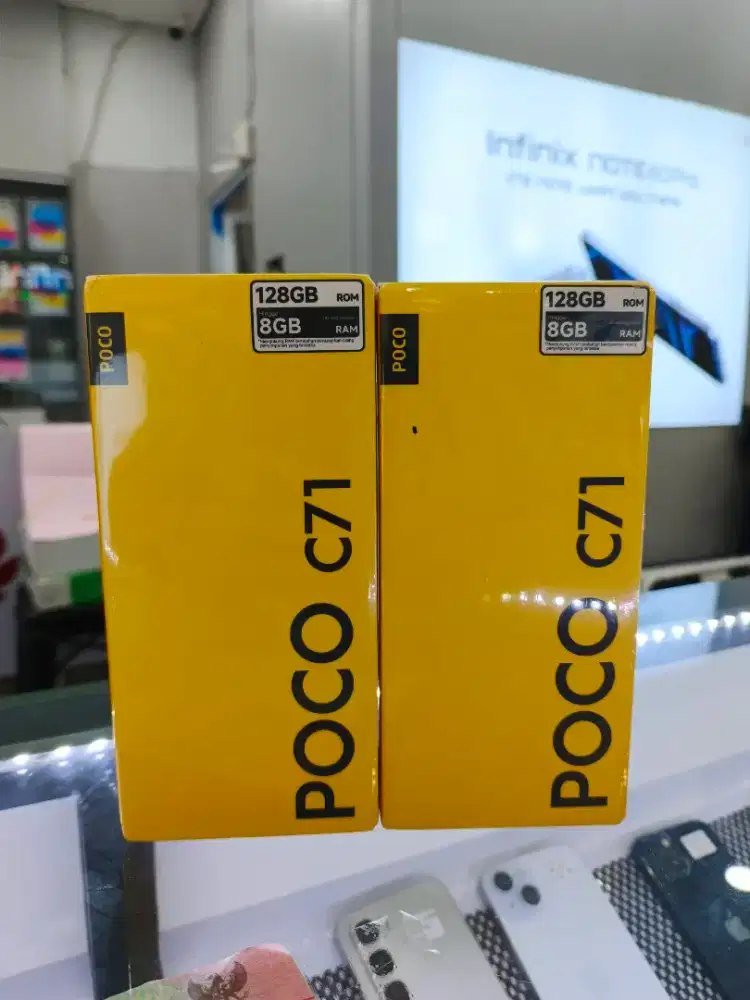 Infinix
128GB ROM
8GB RAM
POCO
POCO C71
128GB ROM
8GB RAM
POCO
POCO C71